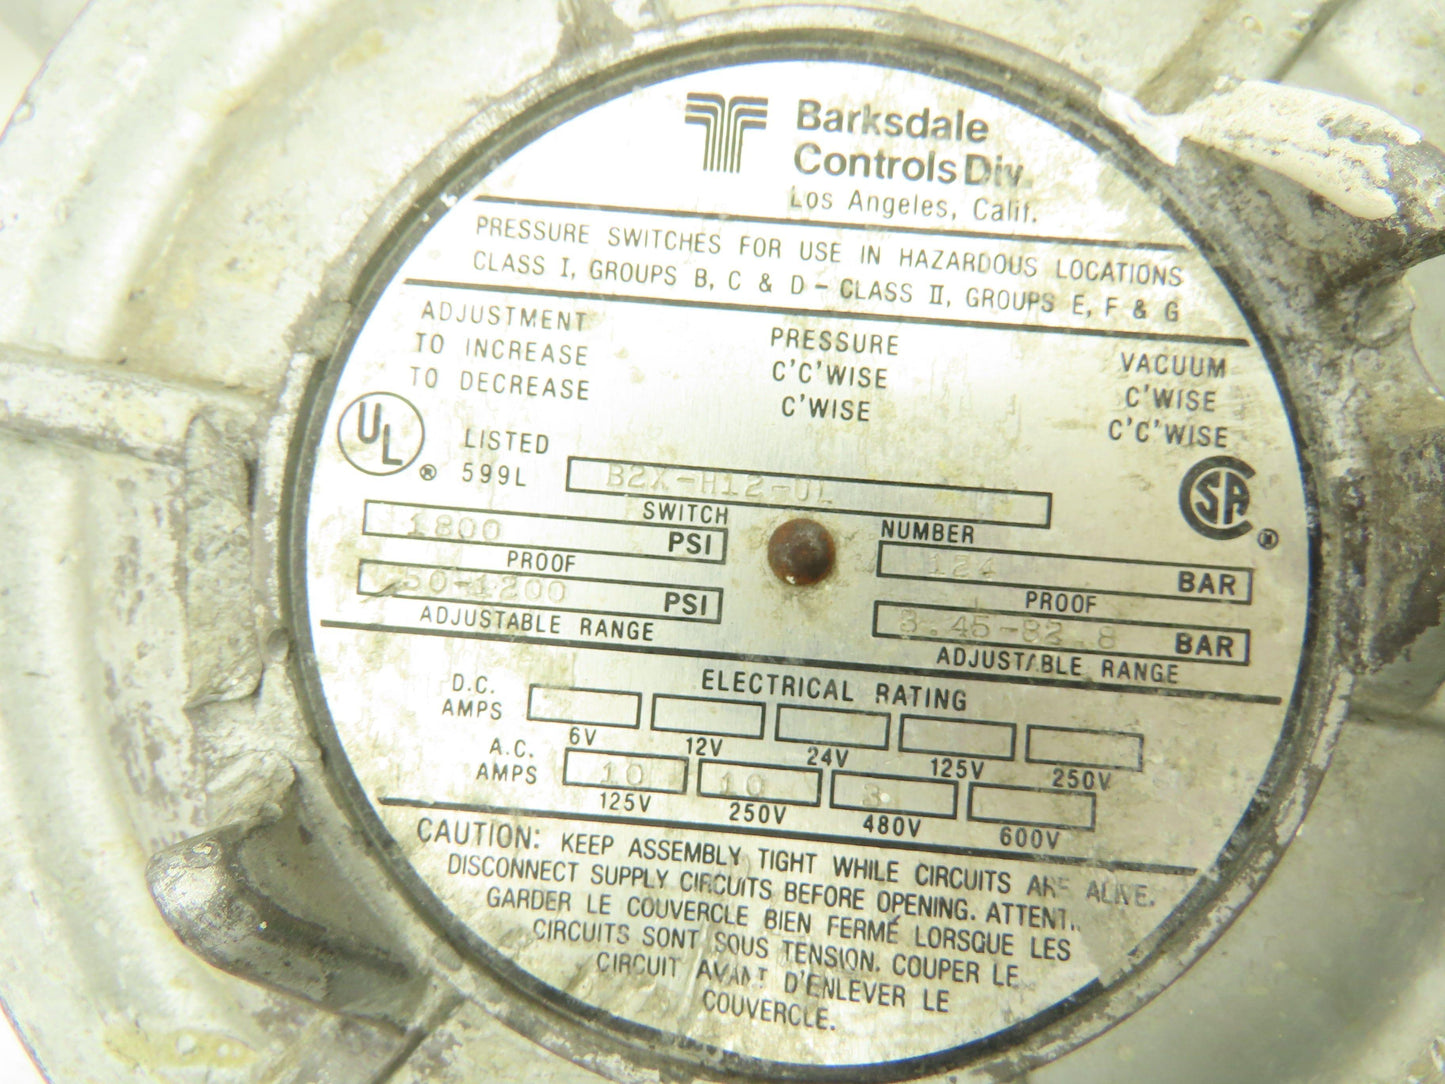 Barksdale
Controls Div.
Los Angeles, Calif.
PRESSURE SWITCHES FOR USE IN HAZARDOUS LOCATIONS
CLASS I, GROUPS B, C & D - CLASS II, GROUPS E, F & G
ADJUSTMENT PRESSURE VACUUM
TO INCREASE C'C'WISE C'WISE
TO DECREASE C'WISE C'C'WISE
UL ® LISTED
599L B2X-H12-UL SA ®
SWITCH NUMBER
1800 PSI 124 BAR
PROOF PROOF
50-1200 PSI 3.45-82.8 BAR
ADJUSTABLE RANGE ADJUSTABLE RANGE
ELECTRICAL RATING
D.C.
AMPS
6V 12V 24V 125V 250V
A.C.
AMPS 10 10 3
125V 250V 480V 600V
CAUTION: KEEP ASSEMBLY TIGHT WHILE CIRCUITS ARE ALIVE.
DISCONNECT SUPPLY CIRCUITS BEFORE OPENING. ATTENT.
GARDER LE COUVERCLE BIEN FERMÉ LORSQUE LES
CIRCUITS SONT SOUS TENSION. COUPER LE
CIRCUIT AVANT D'ENLEVER LE
COUVERCLE.